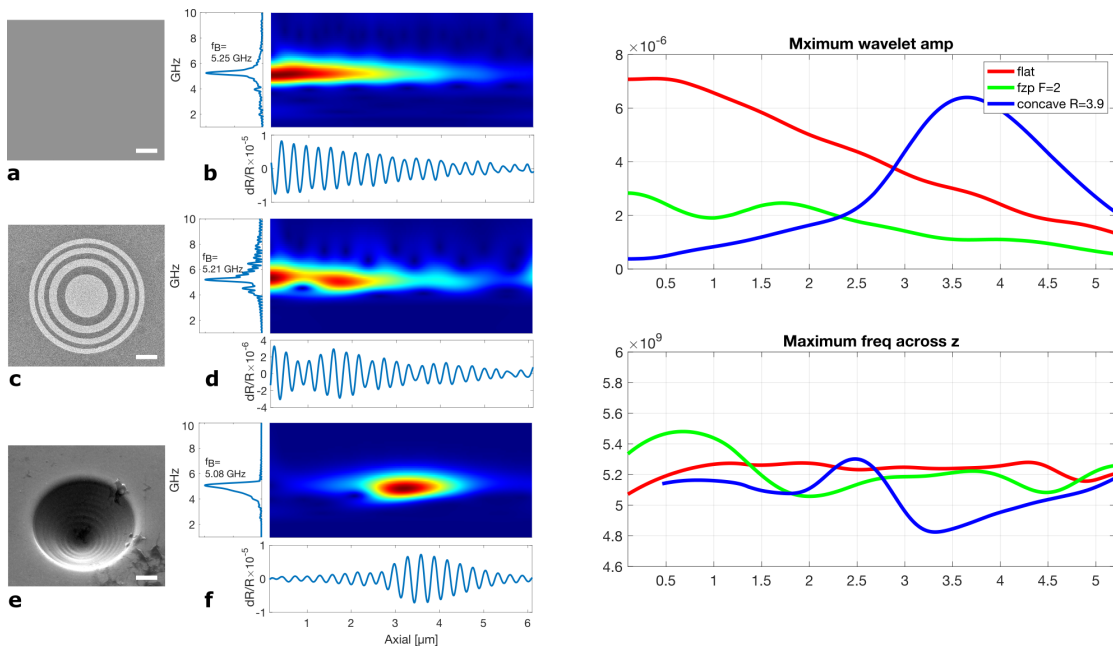 a
GHz
10
8
6
4
2
f_B=
5.25 GHz
b
dR/R×10^-5
1
0
-1
c
GHz
10
8
6
4
2
f_B=
5.21 GHz
d
dR/R×10^-6
4
2
0
-2
-4
e
GHz
10
8
6
4
2
f_B=
5.08 GHz
f
dR/R×10^-5
1
0
-1
1 2 3 4 5 6
Axial [µm]
Mximum wavelet amp
×10^-6
8
6
4
2
0
flat
fzp F=2
concave R=3.9
0.5 1 1.5 2 2.5 3 3.5 4 4.5 5
Maximum freq across z
×10^9
6
5.8
5.6
5.4
5.2
5
4.8
4.6
0.5 1 1.5 2 2.5 3 3.5 4 4.5 5